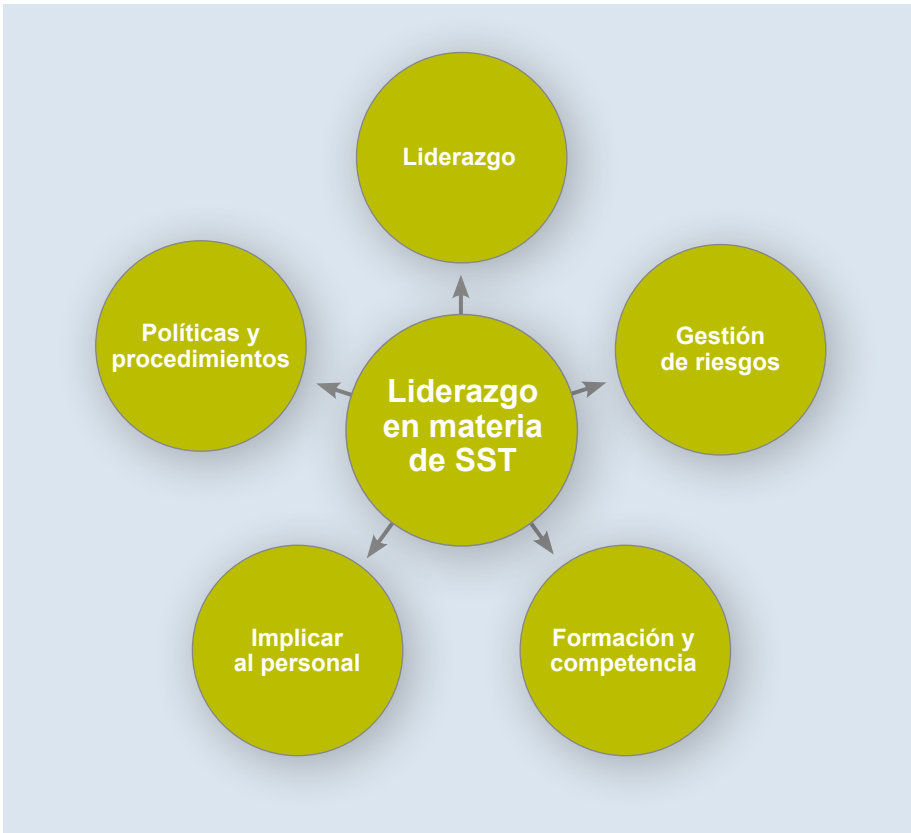 Liderazgo
Políticas y
procedimientos
Gestión
de riesgos
Liderazgo
en materia
de SST
Implicar
al personal
Formación y
competencia